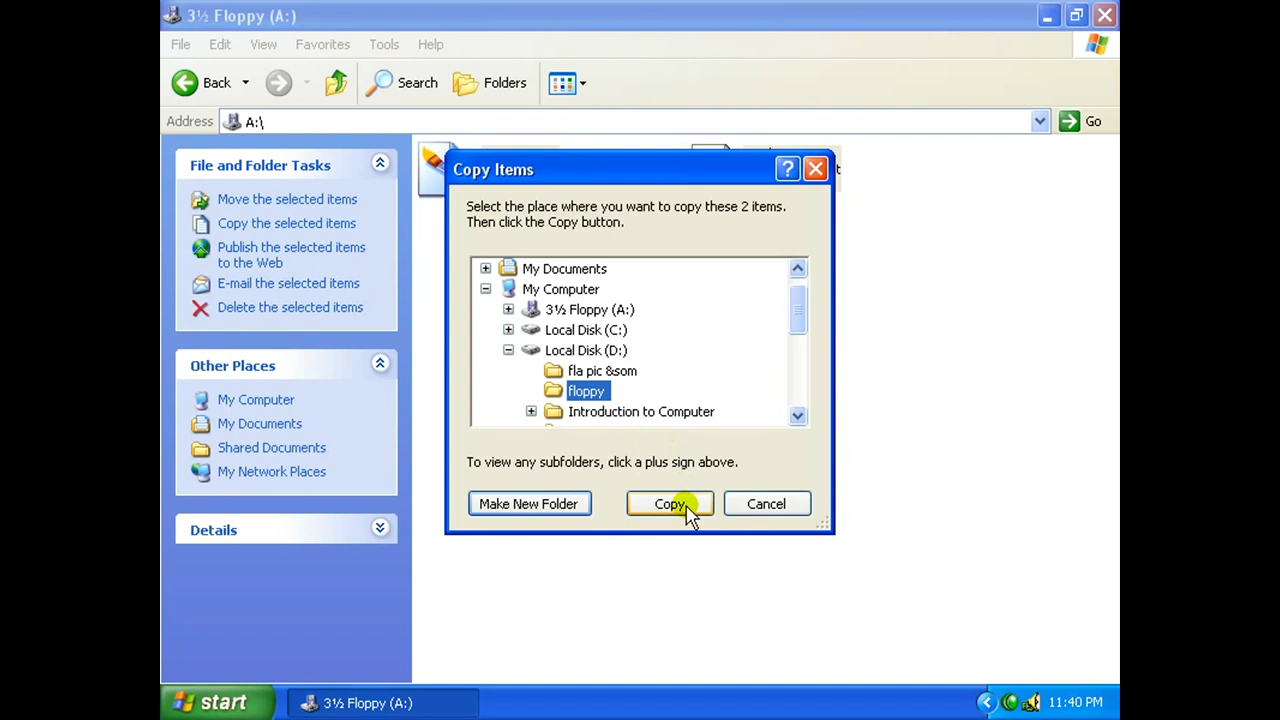 3½ Floppy (A:)
File Edit View Favorites Tools Help
Back Search Folders
Address A:\ Go
File and Folder Tasks
Move the selected items
Copy the selected items
Publish the selected items
to the Web
E-mail the selected items
Delete the selected items
Other Places
My Computer
My Documents
Shared Documents
My Network Places
Details
Copy Items
Select the place where you want to copy these 2 items.
Then click the Copy button.
My Documents
My Computer
3½ Floppy (A:)
Local Disk (C:)
Local Disk (D:)
fla pic &som
floppy
Introduction to Computer
To view any subfolders, click a plus sign above.
Make New Folder Copy Cancel
start 3½ Floppy (A:) 11:40 PM